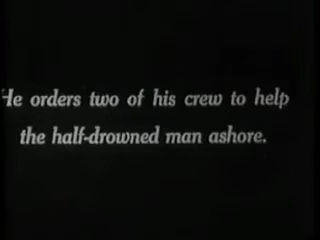 He orders two of his crew to help
the half-drowned man ashore.